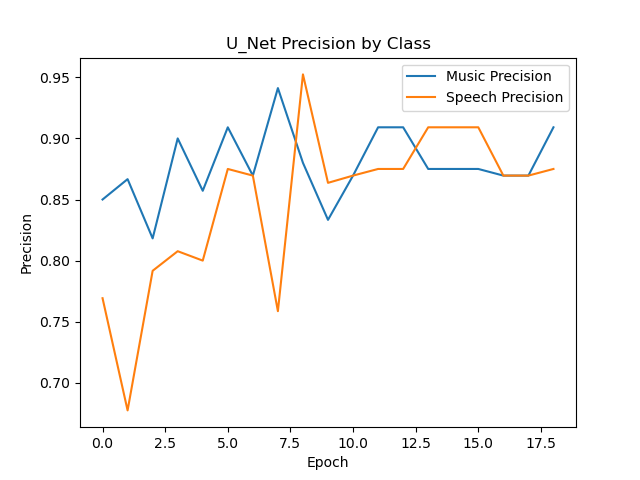 U_Net Precision by Class
Music Precision
Speech Precision
Precision
0.95
0.90
0.85
0.80
0.75
0.70
0.0 2.5 5.0 7.5 10.0 12.5 15.0 17.5
Epoch